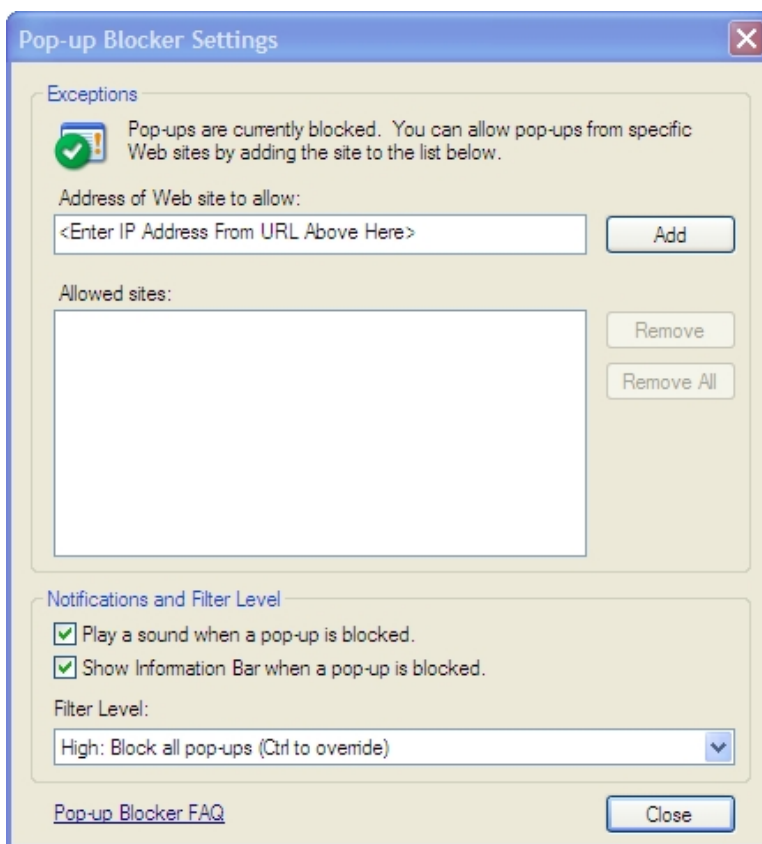 Pop-up Blocker Settings
Exceptions
Pop-ups are currently blocked. You can allow pop-ups from specific
Web sites by adding the site to the list below.
Address of Web site to allow:
<Enter IP Address From URL Above Here>
Add
Allowed sites:
Remove
Remove All
Notifications and Filter Level
Play a sound when a pop-up is blocked.
Show Information Bar when a pop-up is blocked.
Filter Level:
High: Block all pop-ups (Ctrl to override)
Pop-up Blocker FAQ
Close